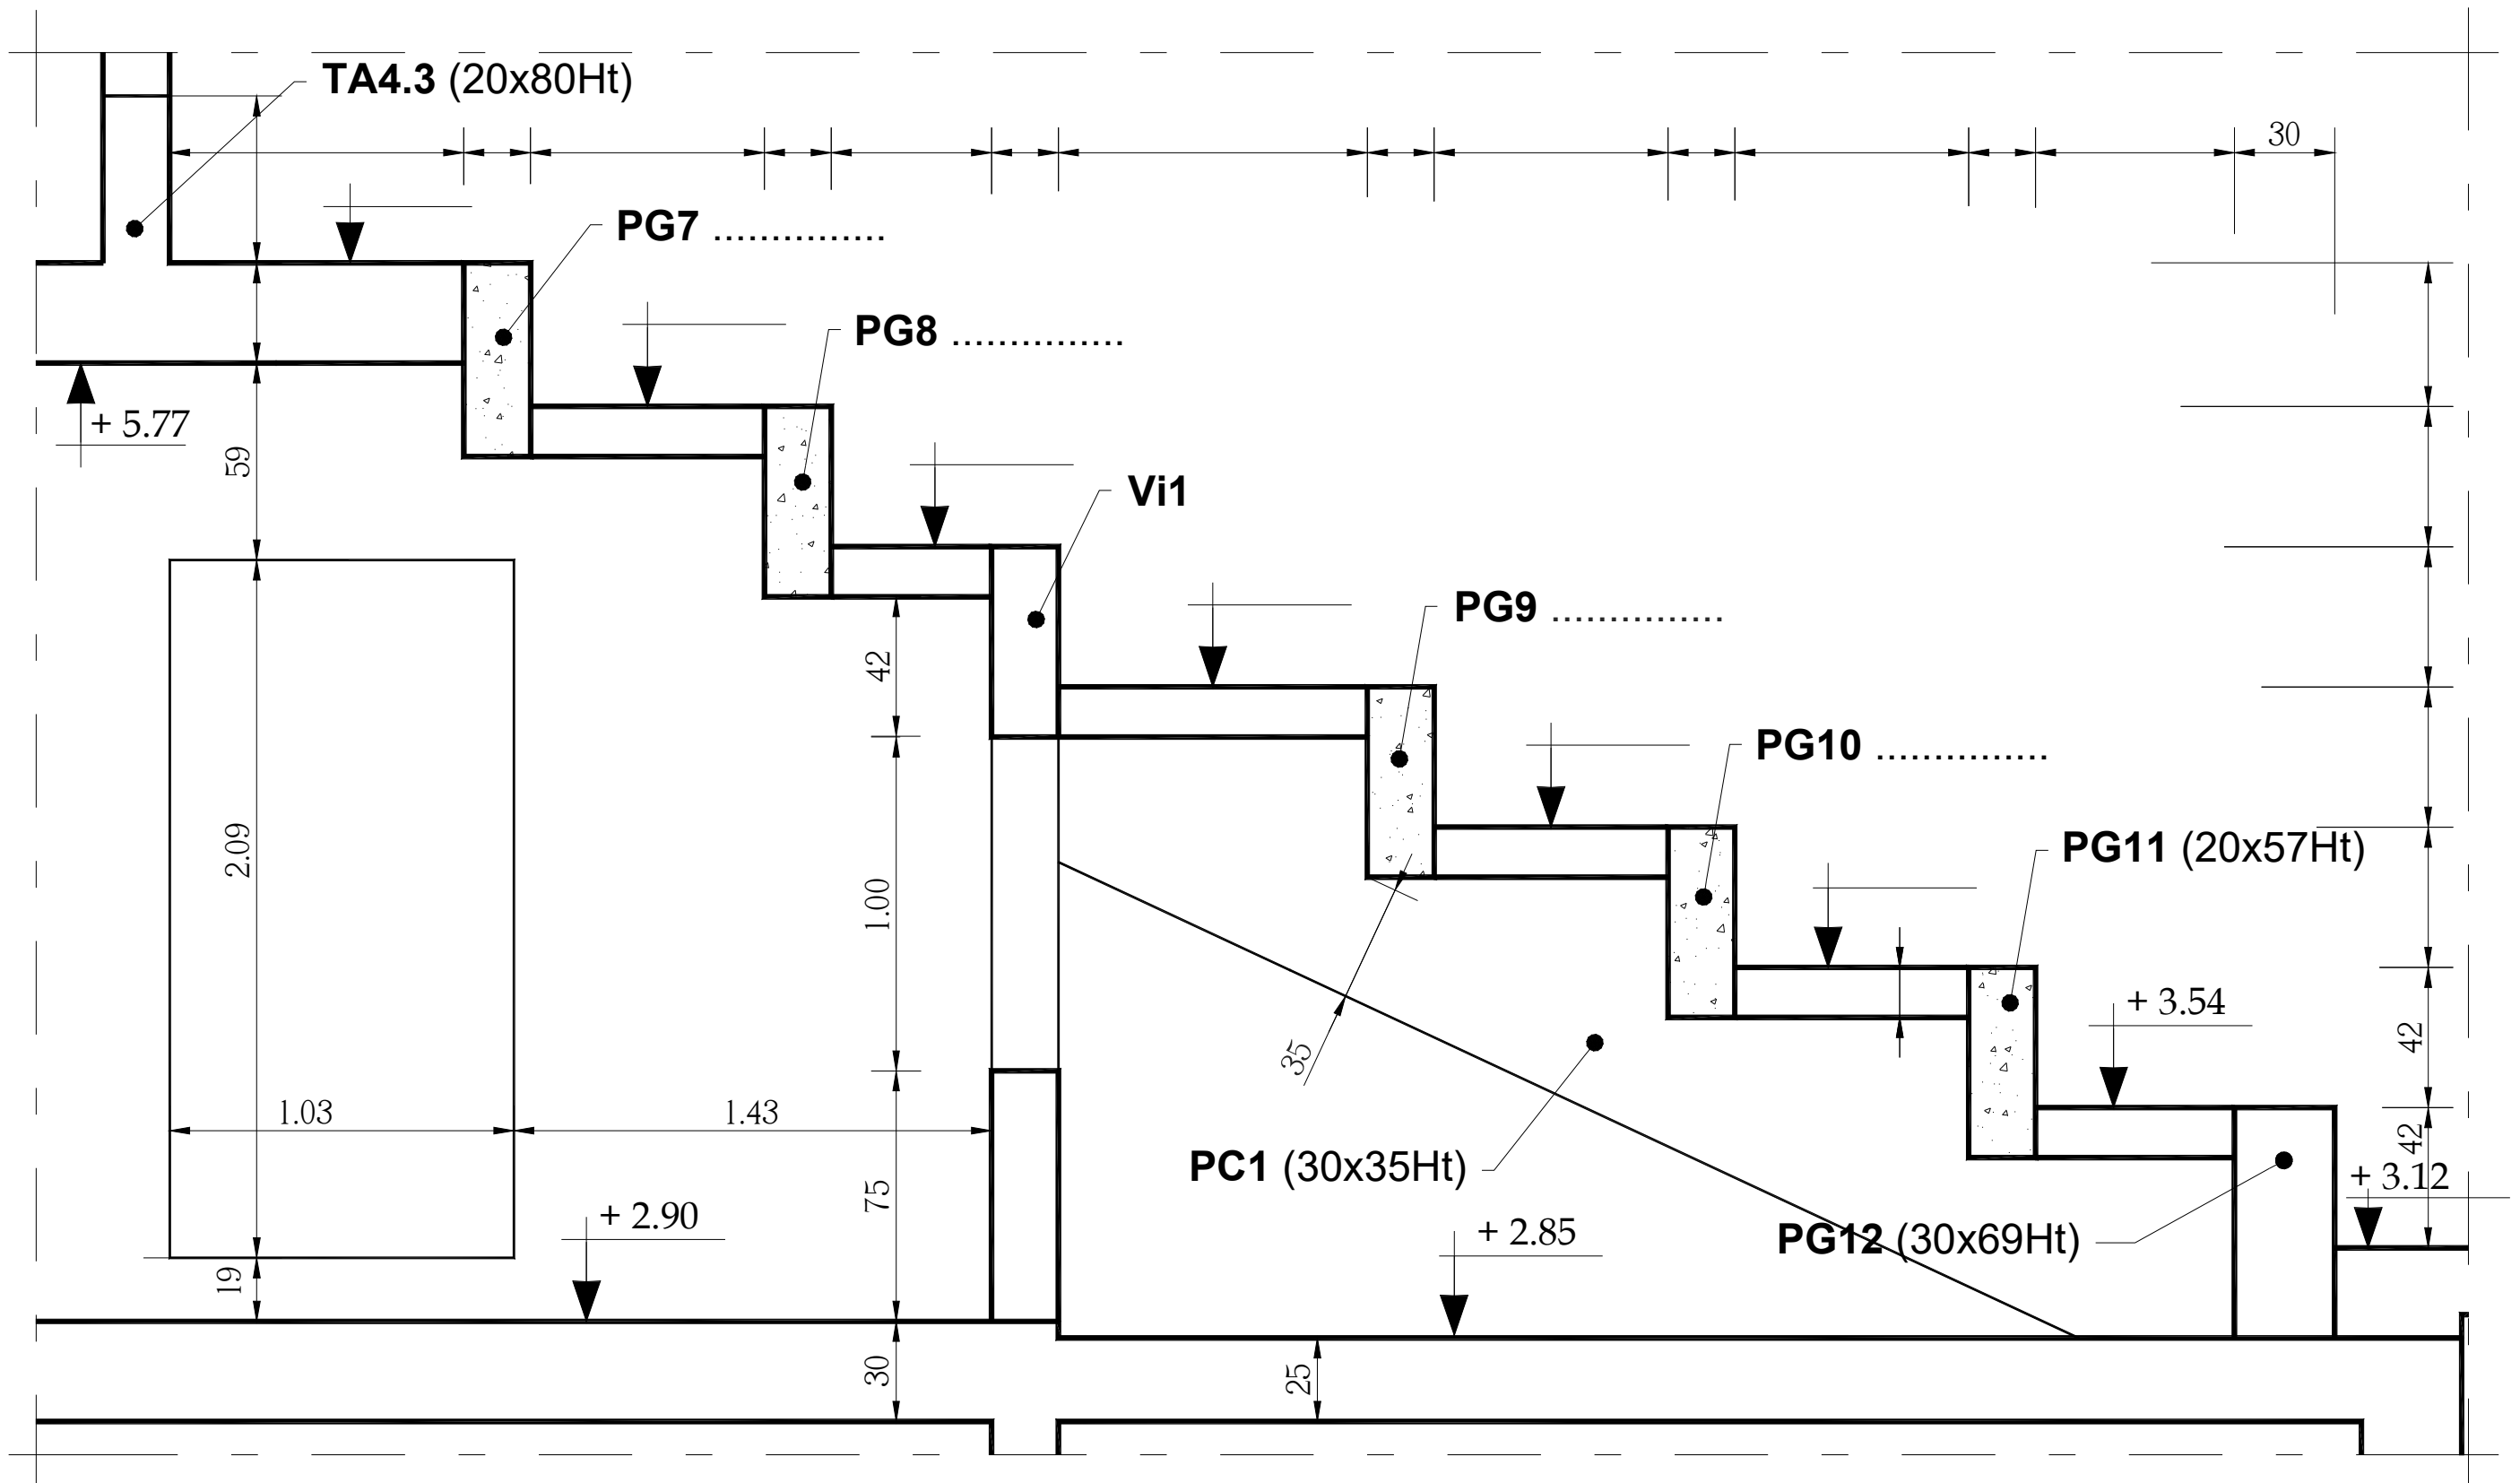 TA4.3 (20x80Ht)
30
PG7 ...............
PG8 ...............
+ 5.77
59
Vi1
PG9 ...............
42
PG10 ...............
2.09
PG11 (20x57Ht)
1.00
+ 3.54
42
35
1.03
1.43
42
PC1 (30x35Ht)
+ 3.12
75
+ 2.90
+ 2.85
PG12 (30x69Ht)
19
30
25